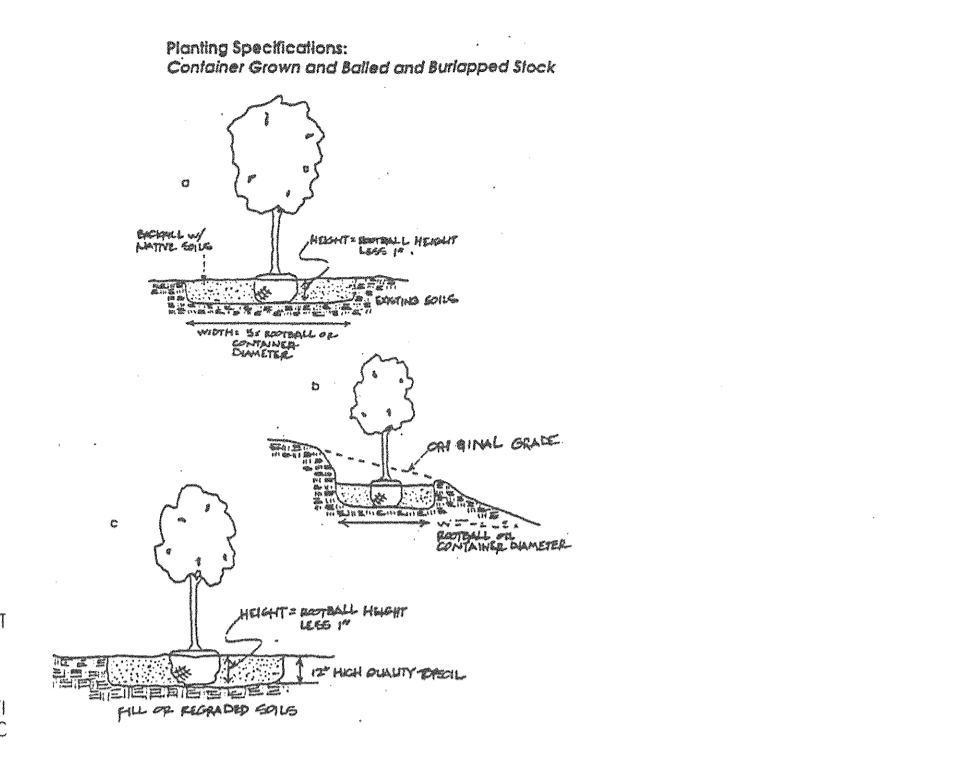 Planting Specifications:
Container Grown and Balled and Burlapped Stock
a
BACKFILL W/
NATIVE SOILS
HEIGHT = ROOTBALL HEIGHT
LESS 1".
EXISTING SOILS
WIDTH: 5x ROOTBALL OR
CONTAINER
DIAMETER
b
ORIGINAL GRADE
ROOTBALL OR
CONTAINER DIAMETER
c
HEIGHT = ROOTBALL HEIGHT
LESS 1"
12" HIGH QUALITY TOPSOIL
FILL OR REGRADED SOILS
T
C